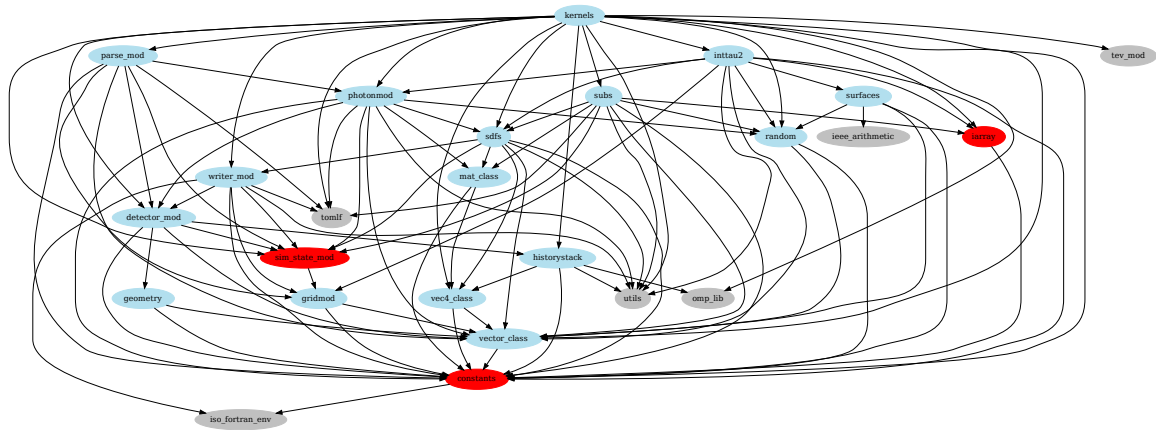 kernels
parse_mod
inttau2
tev_mod
photonmod
subs
surfaces
sdfs
random
ieee_arithmetic
iarray
writer_mod
mat_class
detector_mod
tomlf
sim_state_mod
historystack
geometry
gridmod
vec4_class
utils
omp_lib
vector_class
constants
iso_fortran_env